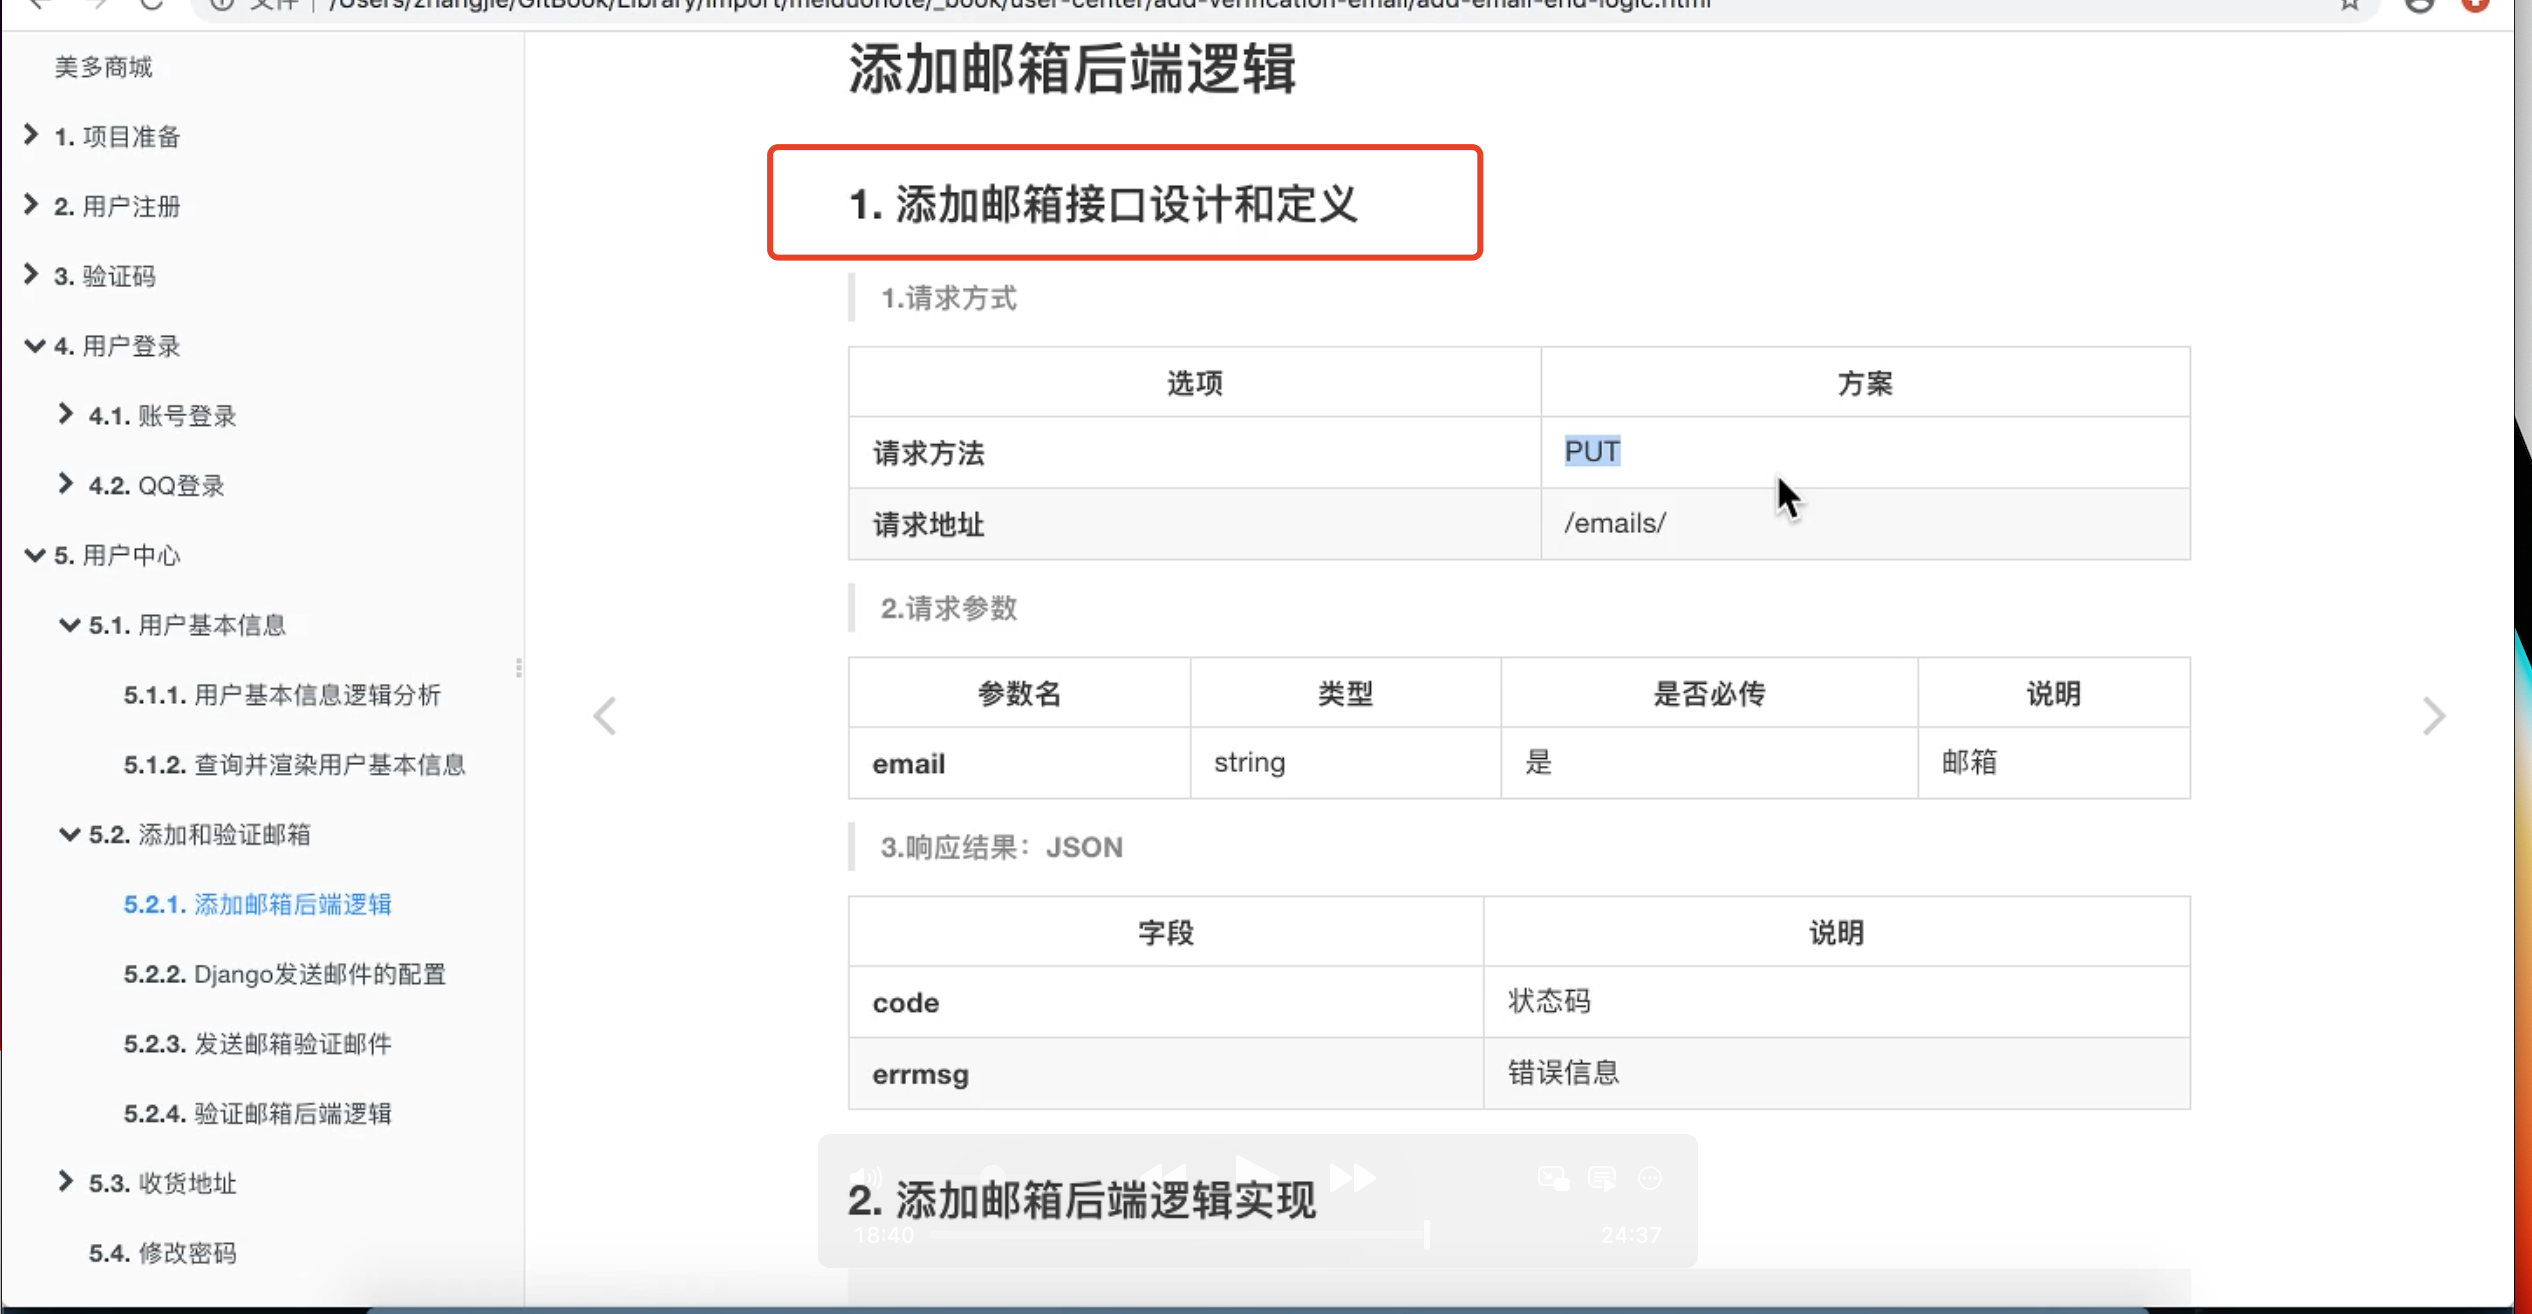 文件 | /Users/zhangjie/GitBook/Library/Import/meiduonote/_book/user-center/add-verification-email/add-email-end-logic.html
美多商城
1. 项目准备
2. 用户注册
3. 验证码
4. 用户登录
4.1. 账号登录
4.2. QQ登录
5. 用户中心
5.1. 用户基本信息
5.1.1. 用户基本信息逻辑分析
5.1.2. 查询并渲染用户基本信息
5.2. 添加和验证邮箱
5.2.1. 添加邮箱后端逻辑
5.2.2. Django发送邮件的配置
5.2.3. 发送邮箱验证邮件
5.2.4. 验证邮箱后端逻辑
5.3. 收货地址
5.4. 修改密码
添加邮箱后端逻辑
1. 添加邮箱接口设计和定义
1.请求方式
选项 方案
请求方法 PUT
请求地址 /emails/
2.请求参数
参数名 类型 是否必传 说明
email string 是 邮箱
3.响应结果：JSON
字段 说明
code 状态码
errmsg 错误信息
2. 添加邮箱后端逻辑实现
18:40 24:37